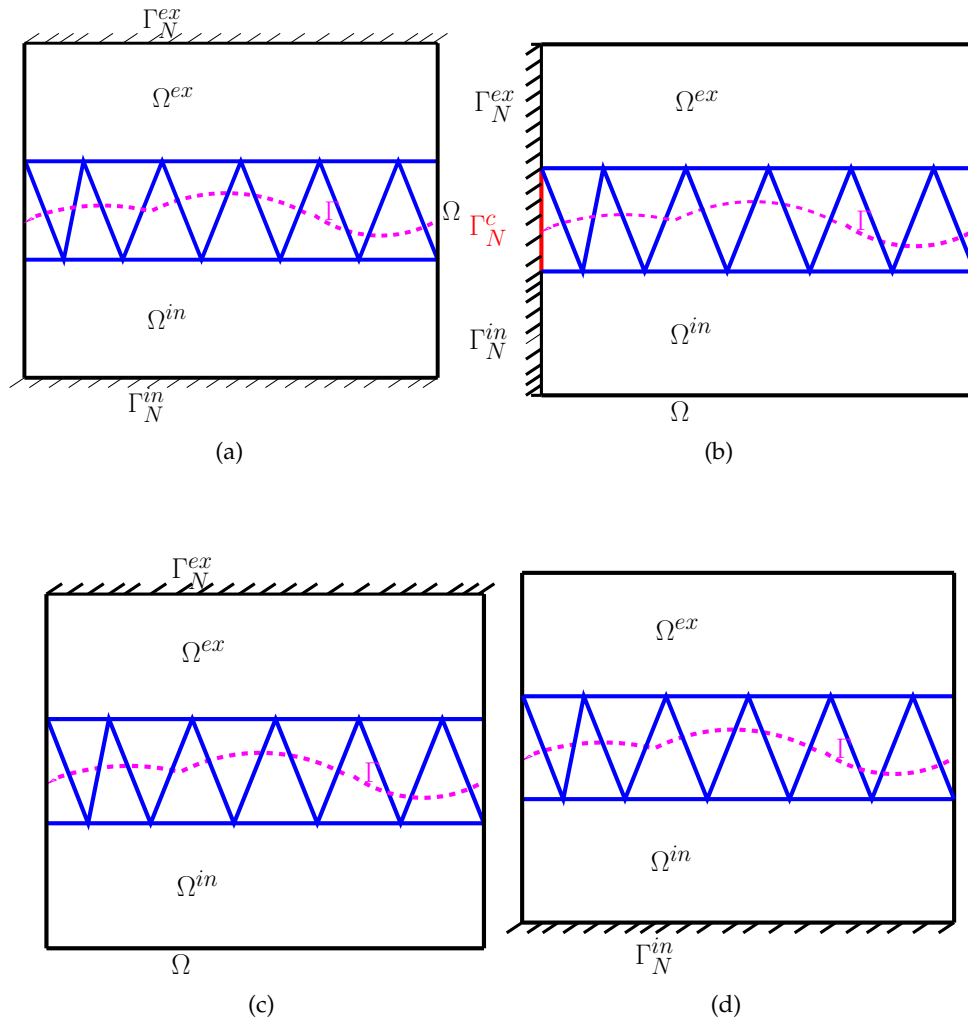 Γ_N^{ex}
Ω^{ex}
Γ
Ω
Ω^{in}
Γ_N^{in}
(a)
Γ_N^{ex}
Ω^{ex}
Γ_N^c
Γ
Γ_N^{in}
Ω^{in}
Ω
(b)
Γ_N^{ex}
Ω^{ex}
Γ
Ω^{in}
Ω
(c)
Ω^{ex}
Γ
Ω^{in}
Γ_N^{in}
(d)